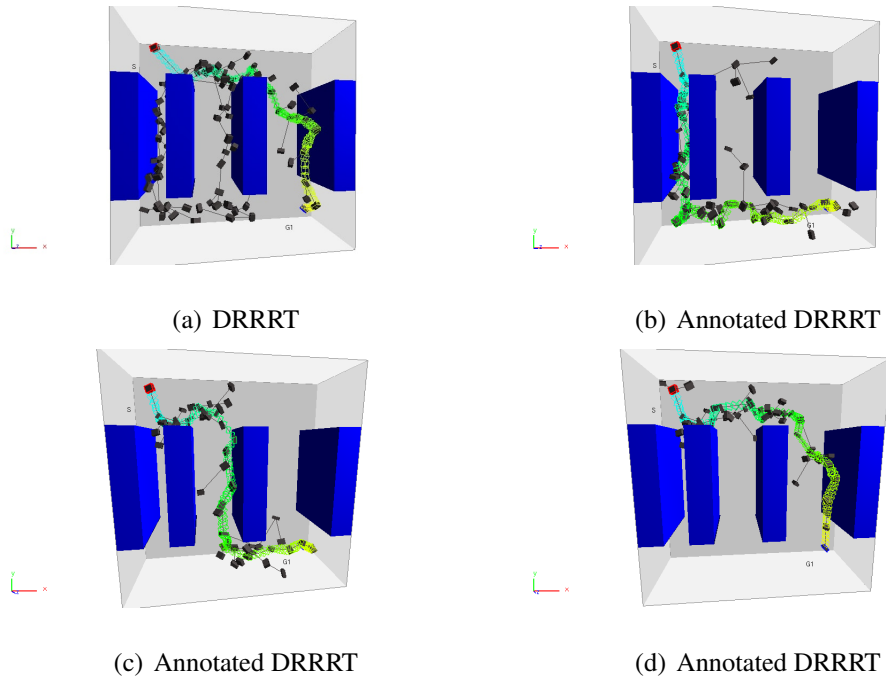 S
G1
Y
Z
X
S
G1
Y
Z
X
(a) DRRRT
(b) Annotated DRRRT
S
G1
Y
Z
X
S
G1
Y
Z
X
(c) Annotated DRRRT
(d) Annotated DRRRT